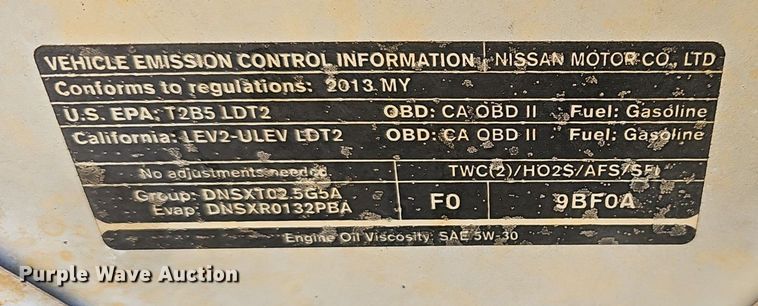 VEHICLE EMISSION CONTROL INFORMATION NISSAN MOTOR CO., LTD
Conforms to regulations: 2013 MY
U.S. EPA: T2B5 LDT2 OBD: CA OBD II Fuel: Gasoline
California: LEV2-ULEV LDT2 OBD: CA OBD II Fuel: Gasoline
No adjustments needed TWC(2)/HO2S/AFS/SFI
Group: DNSXT02.5G5A
Evap: DNSXR0132PBA F0 9BF0A
Engine Oil Viscosity: SAE 5W-30
Purple Wave Auction